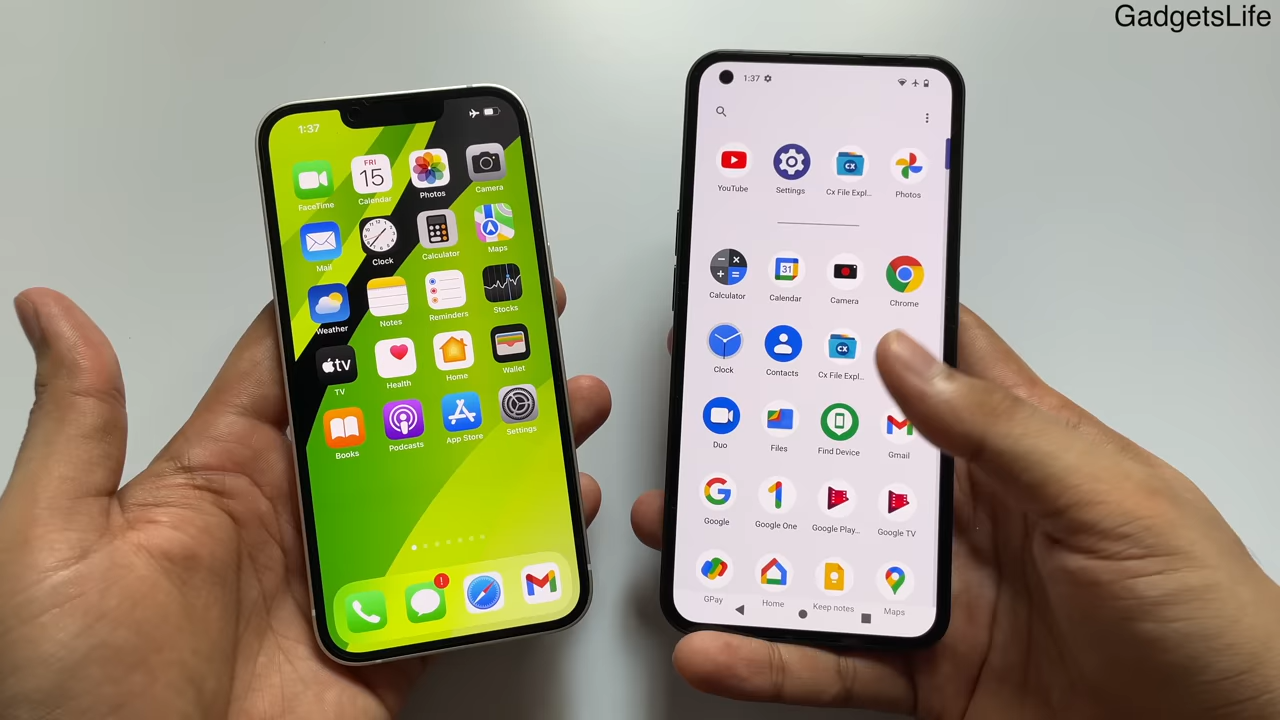 GadgetsLife
1:37
FRI
15
FaceTime
Calendar
Photos
Camera
Mail
Clock
Calculator
Maps
Weather
Notes
Reminders
Stocks
tv
TV
Health
Home
Wallet
Books
Podcasts
App Store
Settings
1
1:37
YouTube
Settings
CX
Cx File Expl...
Photos
Calculator
31
Calendar
Camera
Chrome
Clock
Contacts
CX
Cx File Expl...
Duo
Files
Find Device
Gmail
Google
Google One
Google Play...
Google TV
GPay
Home
Keep notes
Maps